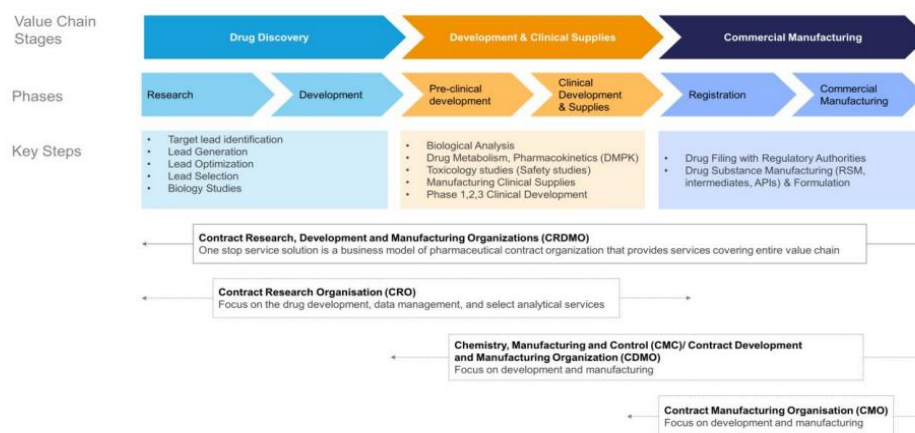 Value Chain
Stages
Drug Discovery
Development & Clinical Supplies
Commercial Manufacturing
Phases
Research
Development
Pre-clinical
development
Clinical
Development
& Supplies
Registration
Commercial
Manufacturing
Key Steps
• Target lead identification
• Lead Generation
• Lead Optimization
• Lead Selection
• Biology Studies
• Biological Analysis
• Drug Metabolism, Pharmacokinetics (DMPK)
• Toxicology studies (Safety studies)
• Manufacturing Clinical Supplies
• Phase 1,2,3 Clinical Development
• Drug Filing with Regulatory Authorities
• Drug Substance Manufacturing (RSM,
intermediates, APIs) & Formulation
Contract Research, Development and Manufacturing Organizations (CRDMO)
One stop service solution is a business model of pharmaceutical contract organization that provides services covering entire value chain
Contract Research Organisation (CRO)
Focus on the drug development, data management, and select analytical services
Chemistry, Manufacturing and Control (CMC)/ Contract Development
and Manufacturing Organization (CDMO)
Focus on development and manufacturing
Contract Manufacturing Organisation (CMO)
Focus on development and manufacturing